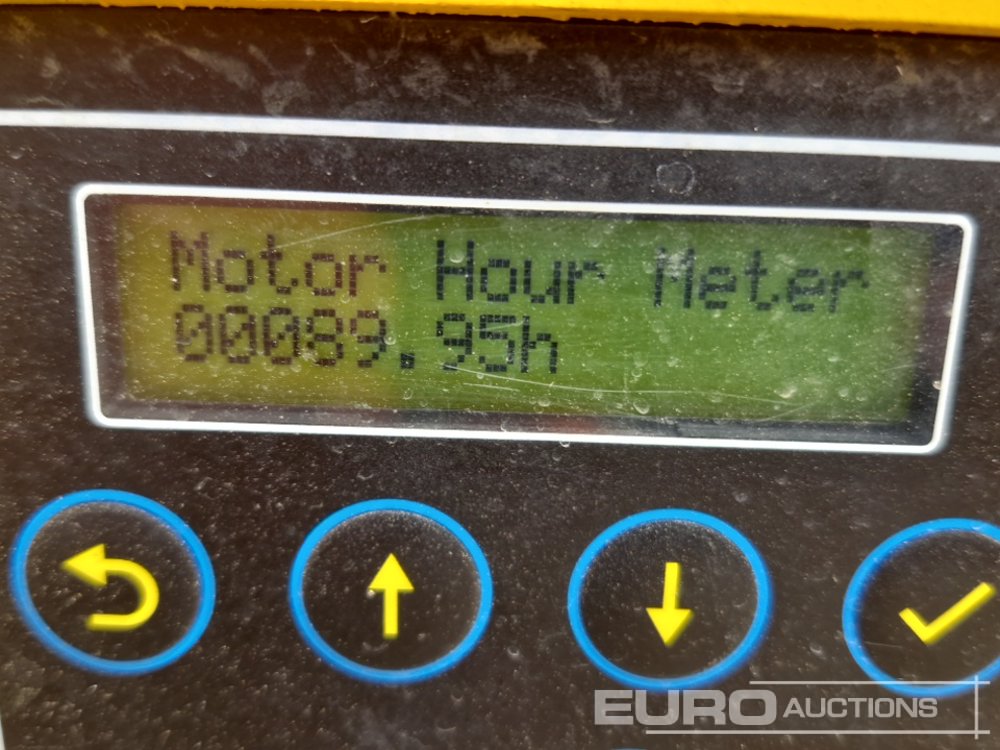 Motor Hour Meter
00089.95h
EURO AUCTIONS